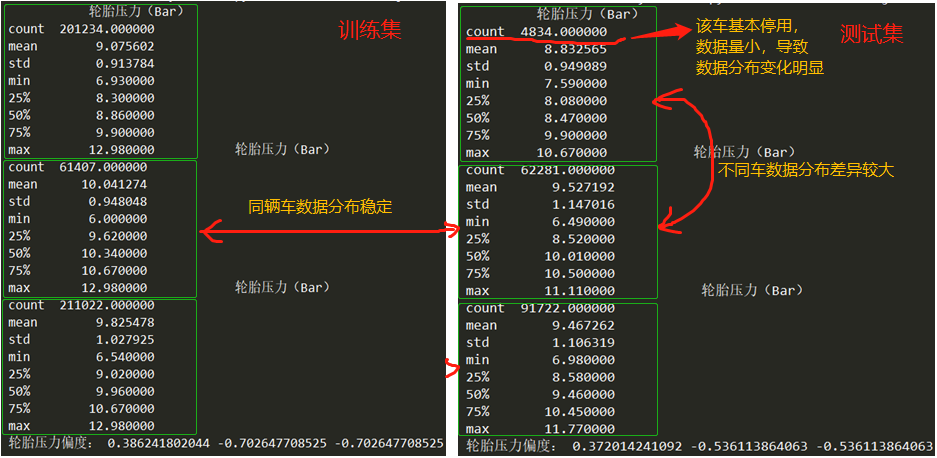 轮胎压力（Bar）
训练集
count 201234.000000
mean 9.075602
std 0.913784
min 6.930000
25% 8.300000
50% 8.860000
75% 9.900000
max 12.980000
轮胎压力（Bar）
count 61407.000000
mean 10.041274
std 0.948048
min 6.000000
25% 9.620000
50% 10.340000
75% 10.670000
max 12.980000
同辆车数据分布稳定
轮胎压力（Bar）
count 211022.000000
mean 9.825478
std 1.027925
min 6.540000
25% 9.020000
50% 9.960000
75% 10.670000
max 12.980000
轮胎压力偏度： 0.386241802044 -0.702647708525 -0.702647708525
轮胎压力（Bar）
测试集
count 4834.000000
mean 8.832565
std 0.949089
min 7.590000
25% 8.080000
50% 8.470000
75% 9.900000
max 10.670000
该车基本停用，
数据量小，导致
数据分布变化明显
轮胎压力（Bar）
不同车数据分布差异较大
count 62281.000000
mean 9.527192
std 1.147016
min 6.490000
25% 8.520000
50% 10.010000
75% 10.500000
max 11.110000
轮胎压力（Bar）
count 91722.000000
mean 9.467262
std 1.106319
min 6.980000
25% 8.580000
50% 9.460000
75% 10.450000
max 11.770000
轮胎压力偏度： 0.372014241092 -0.536113864063 -0.536113864063